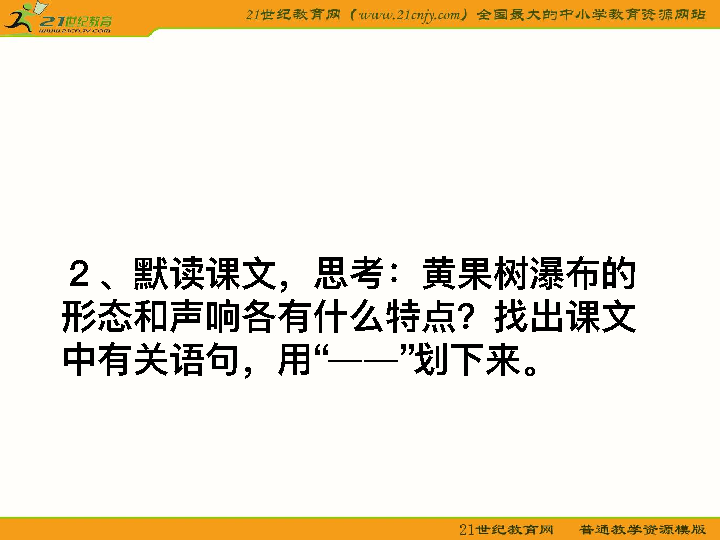 21世纪教育
www.21cnjy.com
21世纪教育网（www.21cnjy.com）全国最大的中小学教育资源网站
2、默读课文，思考：黄果树瀑布的
形态和声响各有什么特点？找出课文
中有关语句，用“——”划下来。
21世纪教育网 普通教学资源模版